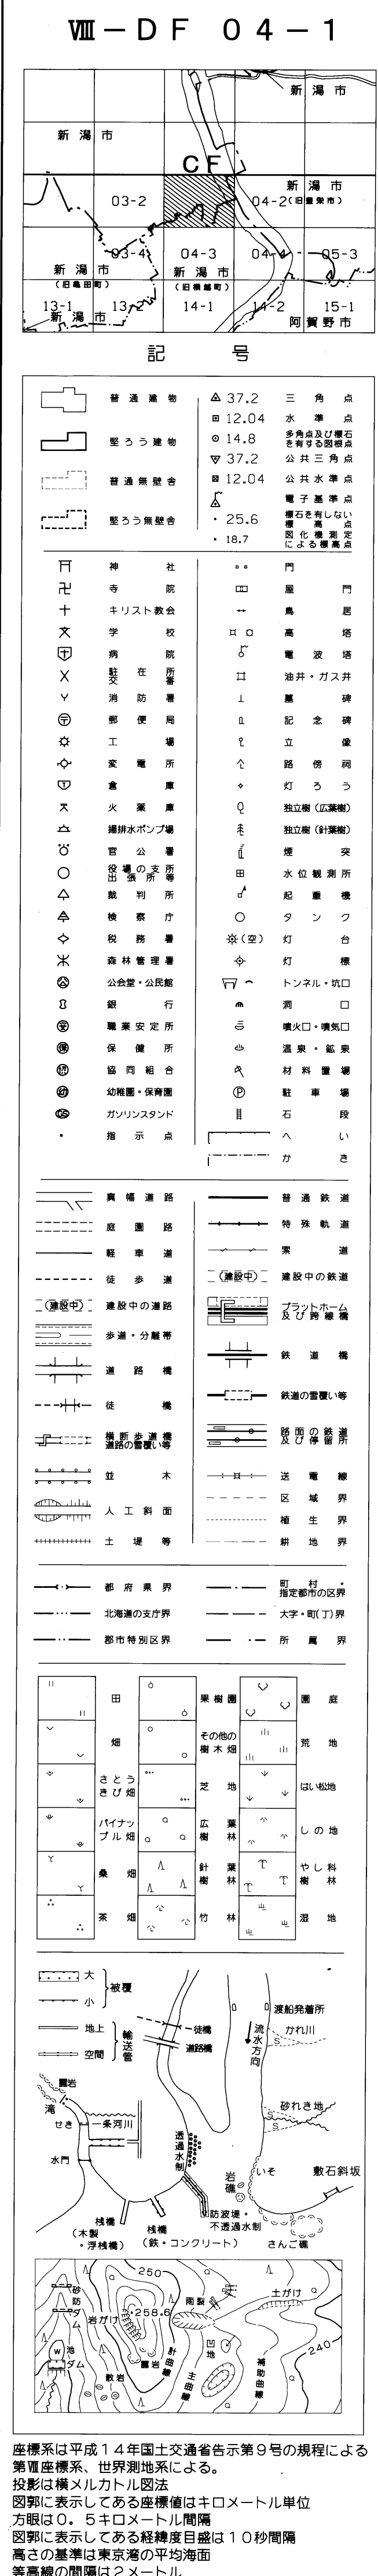 Ⅷ－ＤＦ ０４－１
新潟市
新潟市
CF
03-2
04-2
新潟市
(旧豊栄市)
03-4
04-3
04-4
05-3
新潟市
(旧亀田町)
新潟市
(旧横越町)
13-1
13-2
14-1
14-2
15-1
新潟市
阿賀野市
記号
普通建物
堅ろう建物
普通無壁舎
堅ろう無壁舎
37.2 三角点
12.04 水準点
14.8 多角点及び標石を有する図根点
37.2 公共三角点
12.04 公共水準点
電子基準点
・25.6 標石を有しない標高点
・18.7 図化機測定による標高点
神社
寺院
キリスト教会
学校
病院
駐在所
交番
消防署
郵便局
工場
変電所
倉庫
火薬庫
揚排水ポンプ場
官公署
役場の支所
出張所等
裁判所
検察庁
税務署
森林管理署
公会堂・公民館
銀行
職業安定所
保健所
協同組合
幼稚園・保育園
ガソリンスタンド
指示点
門
屋門
鳥居
高塔
電波塔
油井・ガス井
墓碑
記念碑
立像
路傍祠
灯ろう
独立樹(広葉樹)
独立樹(針葉樹)
煙突
水位観測所
起重機
タンク
(空) 灯台
灯標
トンネル・坑口
洞口
噴火口・噴気口
温泉・鉱泉
材料置場
Ⓟ 駐車場
石段
へい
かき
真幅道路
庭園路
軽車道
徒歩道
(建設中) 建設中の道路
歩道・分離帯
道路橋
徒橋
横断歩道橋
道路の雪覆い等
並木
人工斜面
土堤等
普通鉄道
特殊軌道
索道
(建設中) 建設中の鉄道
プラットホーム
及び跨線橋
鉄道橋
鉄道の雪覆い等
路面の鉄道
及び停留所
送電線
区域界
植生界
耕地界
都府県界
北海道の支庁界
郡市特別区界
町村・
指定都市の区界
大字・町(丁)界
所属界
田
畑
さとう
きび畑
パイナッ
プル畑
桑畑
茶畑
果樹園
その他の
樹木畑
芝地
広葉
樹林
針葉
樹林
竹林
園庭
荒地
はい松地
しの地
やし科
樹林
湿地
大
小
被覆
地上
空間
輸送管
徒橋
道路橋
渡船発着所
流水方向
かれ川
露岩
滝
せき
一条河川
水門
透過水制
砂れき地
岩礁
いそ
敷石斜坂
桟橋
(木製
・浮桟橋)
桟橋
(鉄・コンクリート)
防波堤・
不透過水制
さんご礁
250
砂防ダム
岩がけ
・258.6
雨裂
土がけ
池
W
ダム
散岩
露岩
計曲線
主曲線
凹地
補助曲線
240
座標系は平成１４年国土交通省告示第９号の規程による
第Ⅷ座標系、世界測地系による。
投影は横メルカトル図法
図郭に表示してある座標値はキロメートル単位
方眼は０．５キロメートル間隔
図郭に表示してある経緯度目盛は１０秒間隔
高さの基準は東京湾の平均海面
等高線の間隔は２メートル